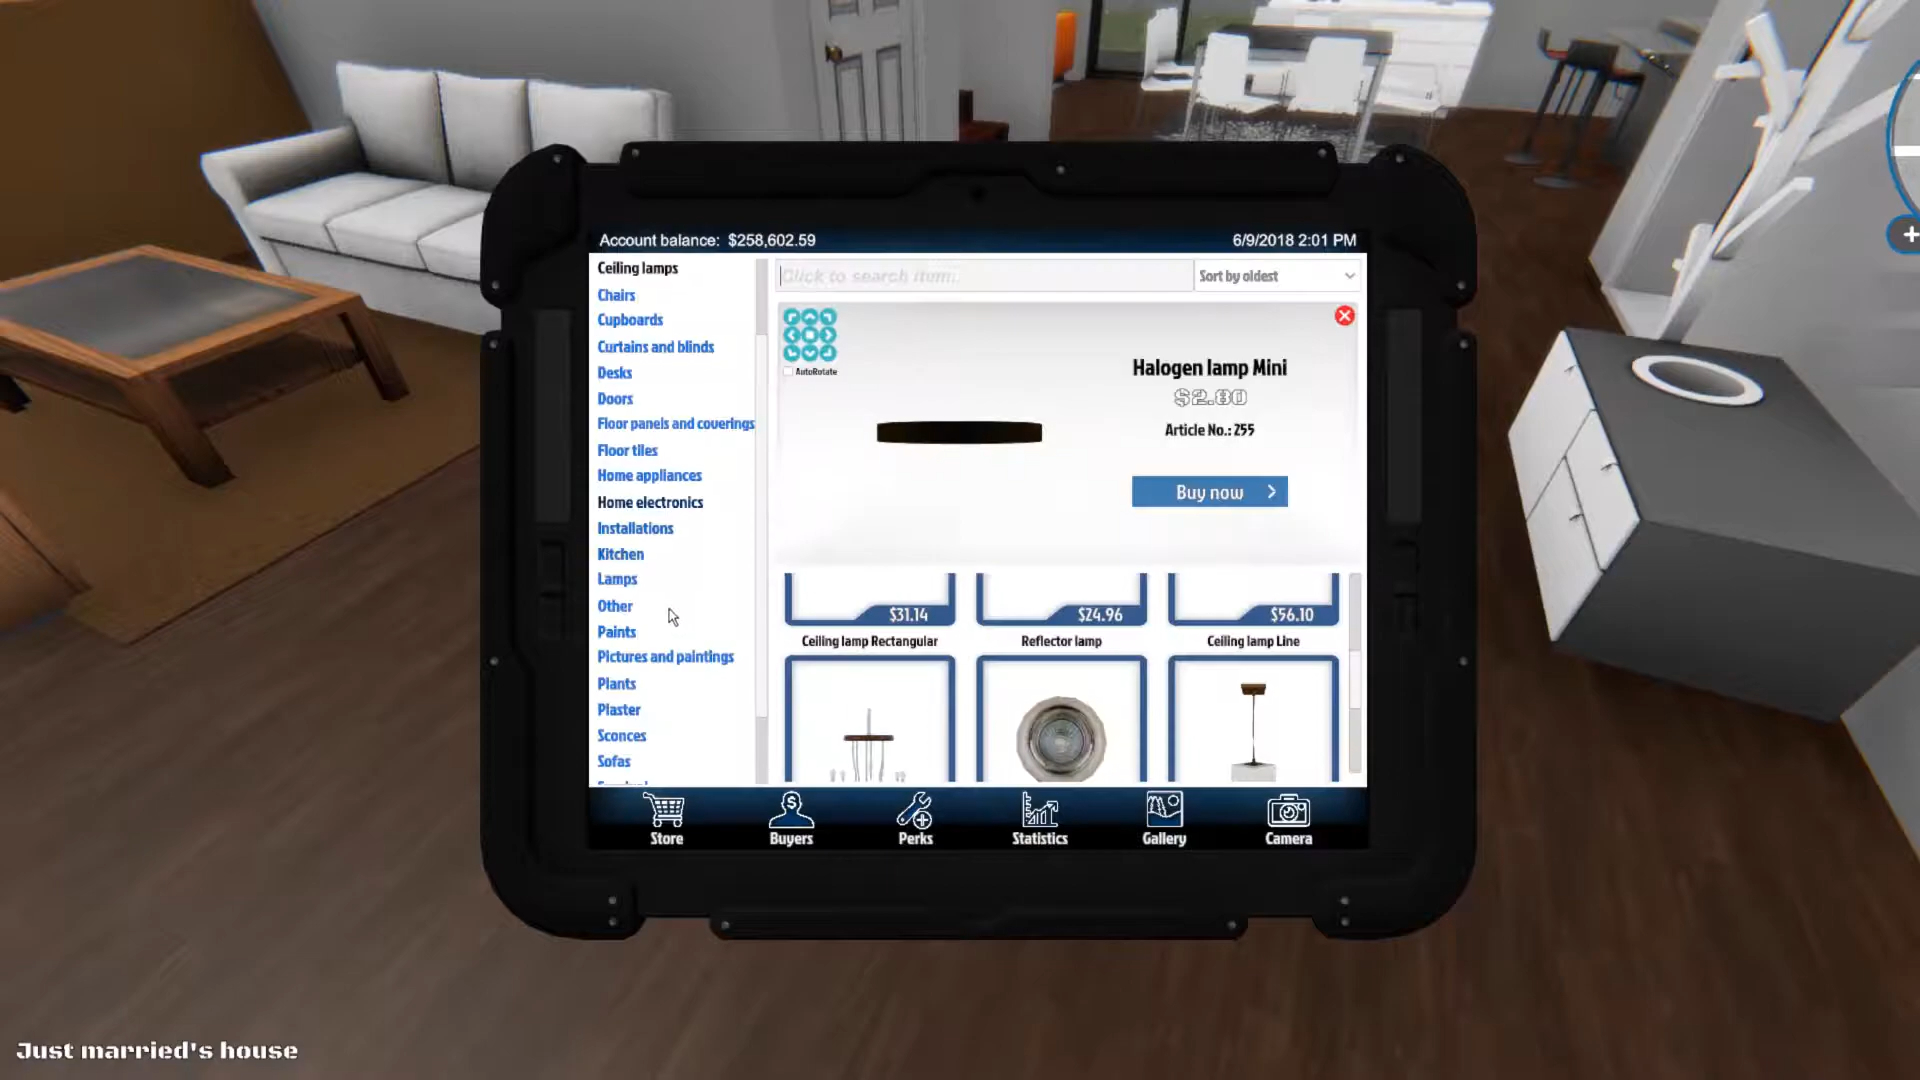 Account balance: $258,602.59
6/9/2018 2:01 PM
Ceiling lamps
Chairs
Cupboards
Curtains and blinds
Desks
Doors
Floor panels and coverings
Floor tiles
Home appliances
Home electronics
Installations
Kitchen
Lamps
Other
Paints
Pictures and paintings
Plants
Plaster
Sconces
Sofas
Click to search item.
Sort by oldest
AutoRotate
Halogen lamp Mini
$2.80
Article No.: 255
Buy now
$31.14
$24.96
$56.10
Ceiling lamp Rectangular
Reflector lamp
Ceiling lamp Line
Store
Buyers
Perks
Statistics
Gallery
Camera
Just married's house